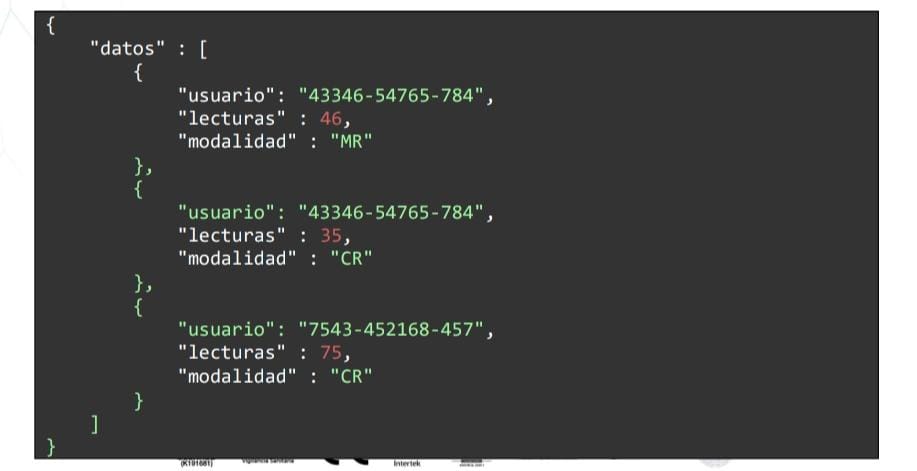 {
"datos" : [
{
"usuario": "43346-54765-784",
"lecturas" : 46,
"modalidad" : "MR"
},
{
"usuario": "43346-54765-784",
"lecturas" : 35,
"modalidad" : "CR"
},
{
"usuario": "7543-452168-457",
"lecturas" : 75,
"modalidad" : "CR"
}
]
}
(K191681) Vigilancia Sanitaria Intertek